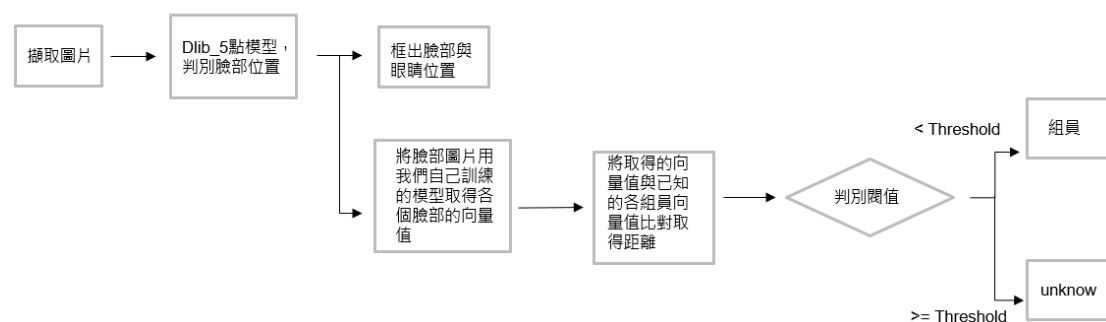 擷取圖片
Dlib_5點模型，
判別臉部位置
框出臉部與
眼睛位置
將臉部圖片用
我們自己訓練
的模型取得各
個臉部的向量
值
將取得的向
量值與已知
的各組員向
量值比對取
得距離
判別閥值
< Threshold
組員
unknow
>= Threshold